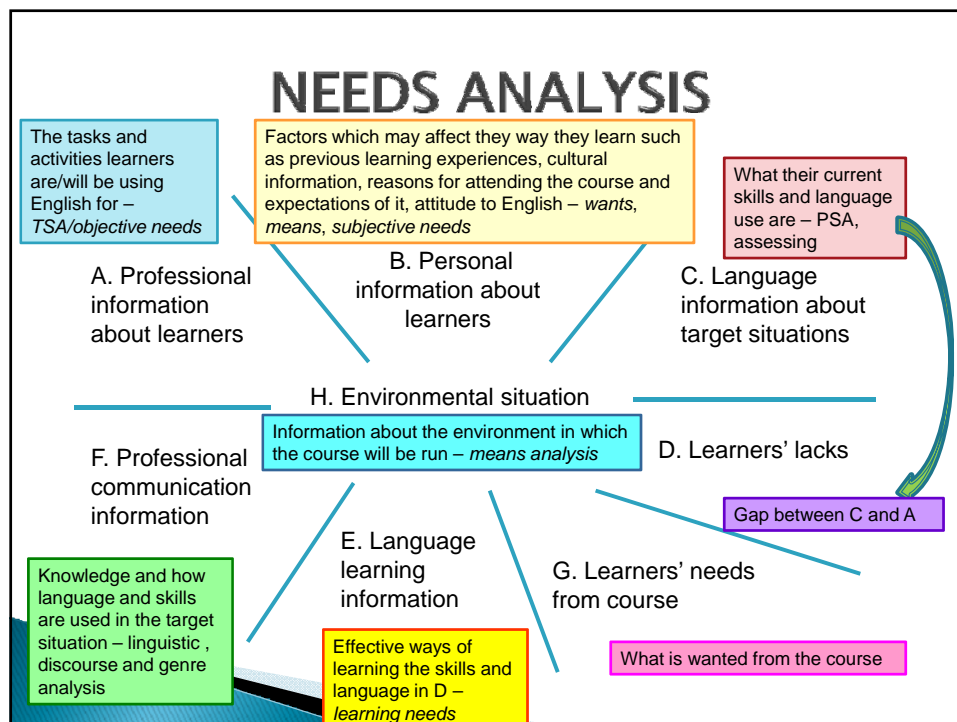 NEEDS ANALYSIS
The tasks and
activities learners
are/will be using
English for –
TSA/objective needs
Factors which may affect they way they learn such
as previous learning experiences, cultural
information, reasons for attending the course and
expectations of it, attitude to English – wants,
means, subjective needs
What their current
skills and language
use are – PSA,
assessing
A. Professional
information
about learners
B. Personal
information about
learners
C. Language
information about
target situations
H. Environmental situation
Information about the environment in which
the course will be run – means analysis
F. Professional
communication
information
D. Learners’ lacks
Gap between C and A
E. Language
learning
information
G. Learners’ needs
from course
Knowledge and how
language and skills
are used in the target
situation – linguistic ,
discourse and genre
analysis
Effective ways of
learning the skills and
language in D –
learning needs
What is wanted from the course